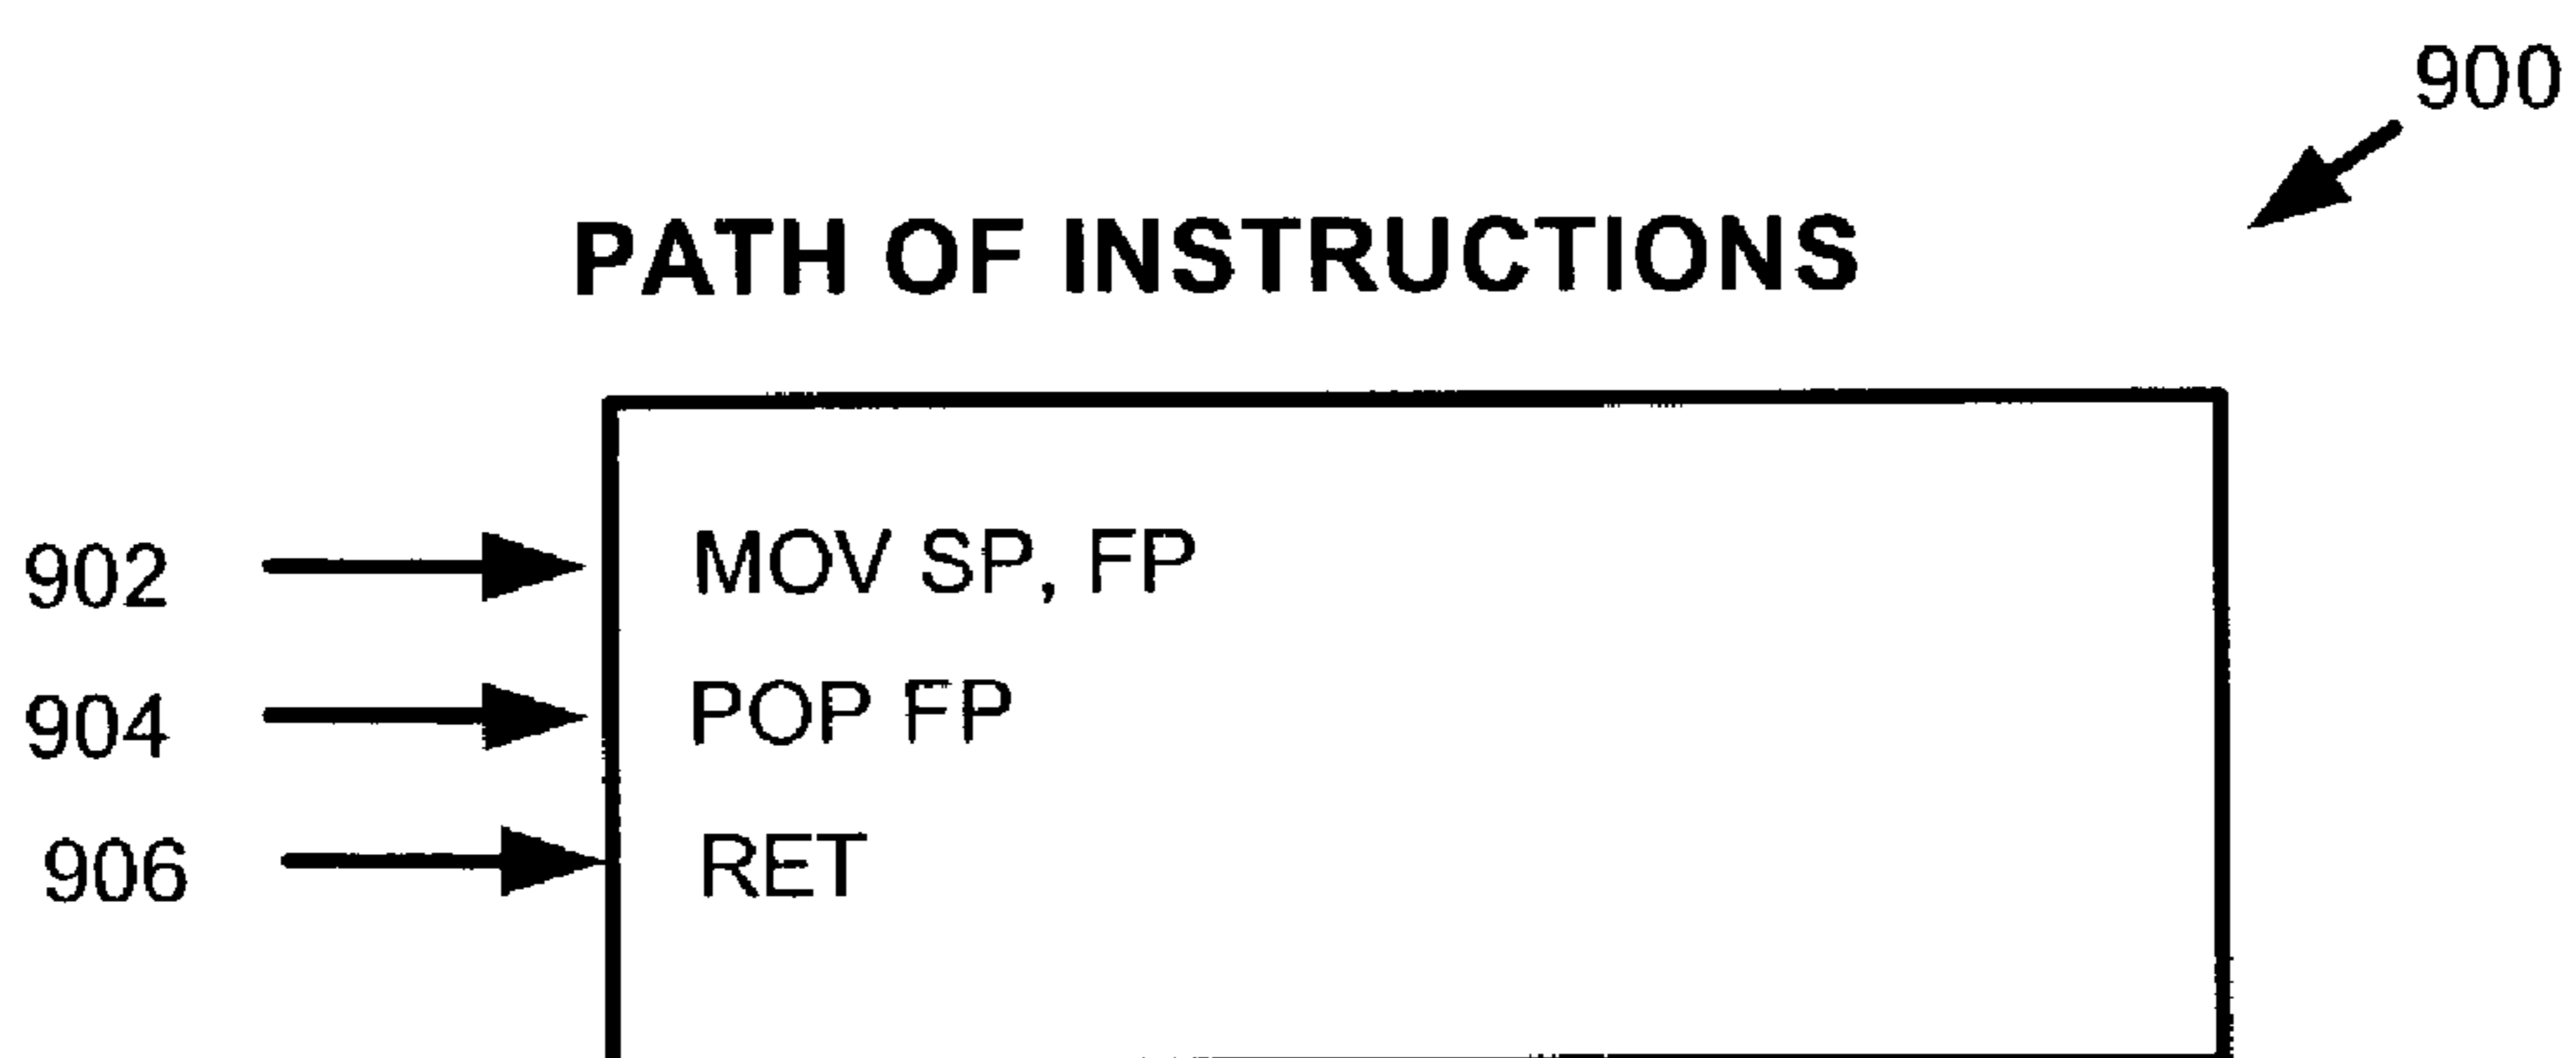 900
PATH OF INSTRUCTIONS
902 MOV SP, FP
904 POP FP
906 RET